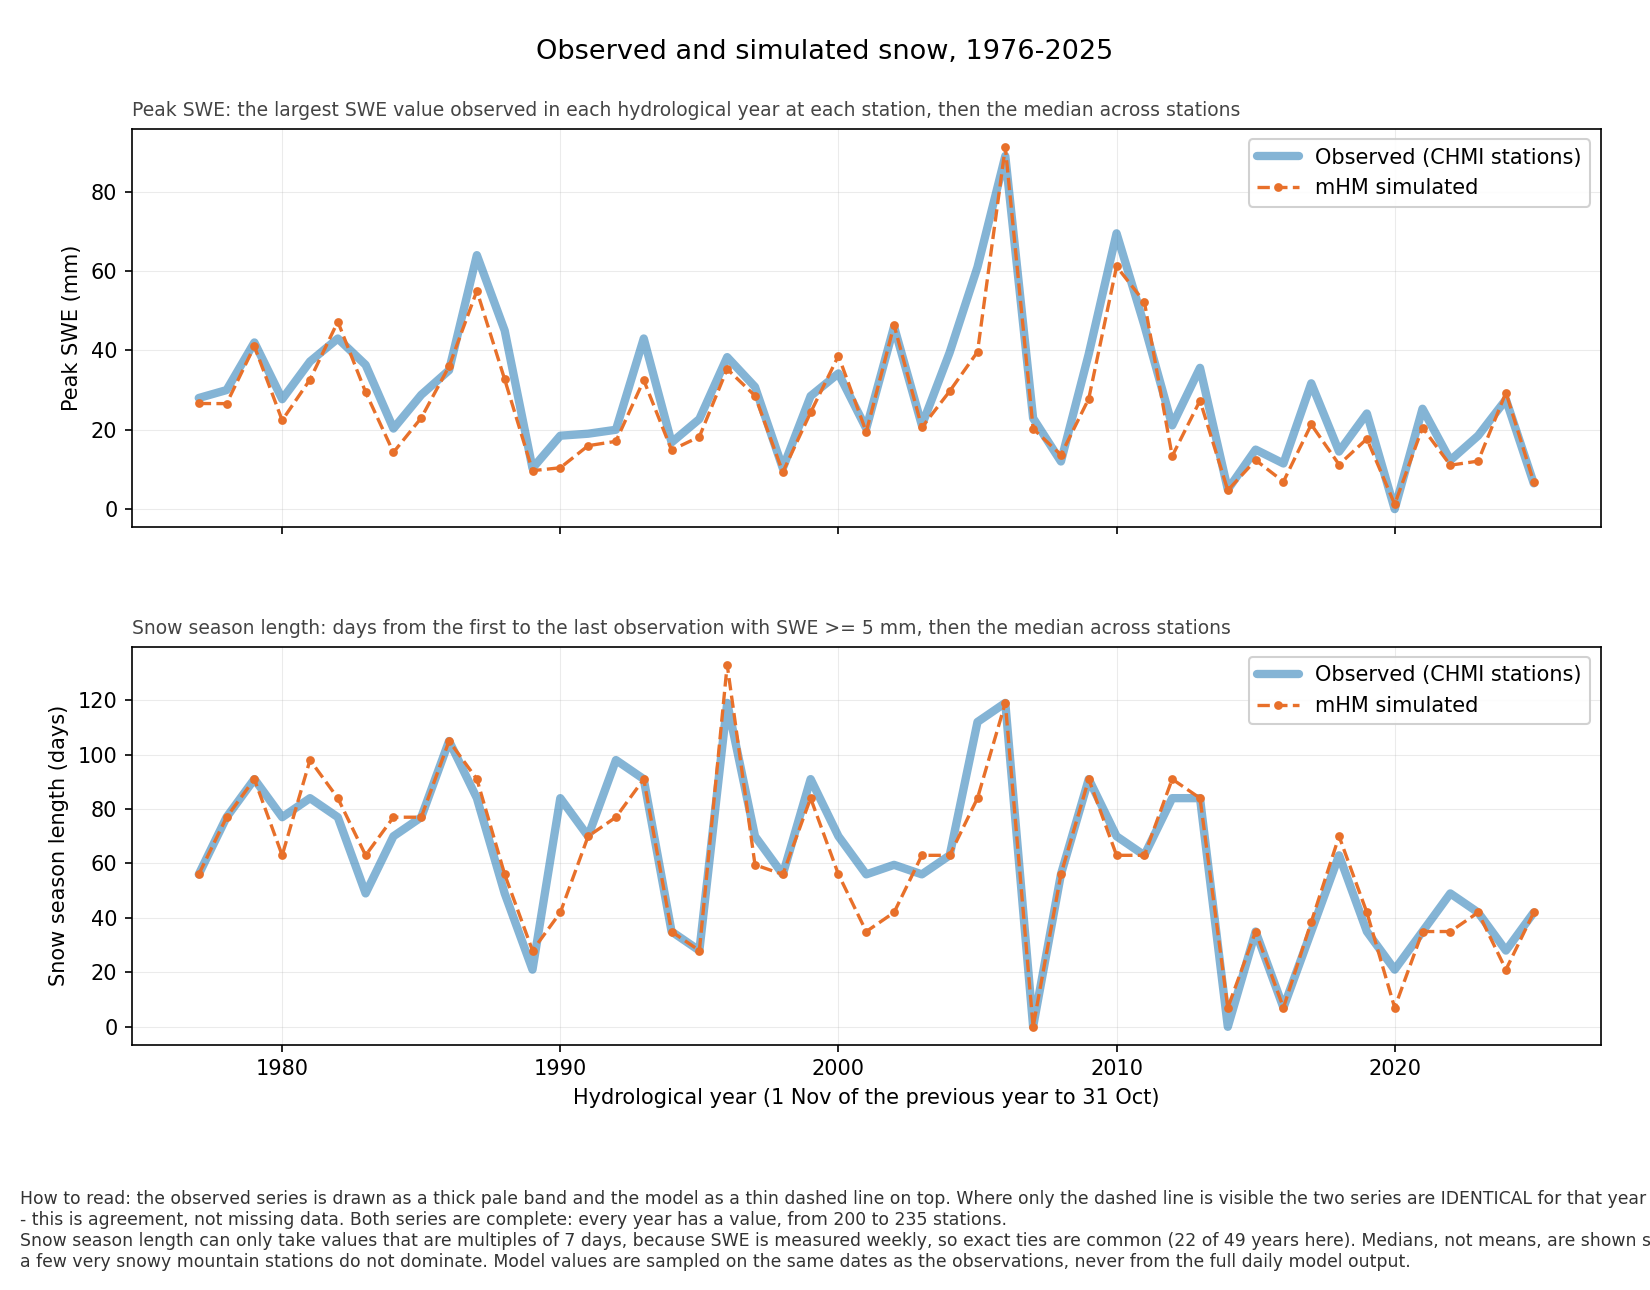 Observed and simulated snow, 1976-2025
Peak SWE: the largest SWE value observed in each hydrological year at each station, then the median across stations
Observed (CHMI stations)
mHM simulated
Peak SWE (mm)
80
60
40
20
0
Snow season length: days from the first to the last observation with SWE >= 5 mm, then the median across stations
Observed (CHMI stations)
mHM simulated
Snow season length (days)
120
100
80
60
40
20
0
1980
1990
2000
2010
2020
Hydrological year (1 Nov of the previous year to 31 Oct)
How to read: the observed series is drawn as a thick pale band and the model as a thin dashed line on top. Where only the dashed line is visible the two series are IDENTICAL for that year
- this is agreement, not missing data. Both series are complete: every year has a value, from 200 to 235 stations.
Snow season length can only take values that are multiples of 7 days, because SWE is measured weekly, so exact ties are common (22 of 49 years here). Medians, not means, are shown s
a few very snowy mountain stations do not dominate. Model values are sampled on the same dates as the observations, never from the full daily model output.